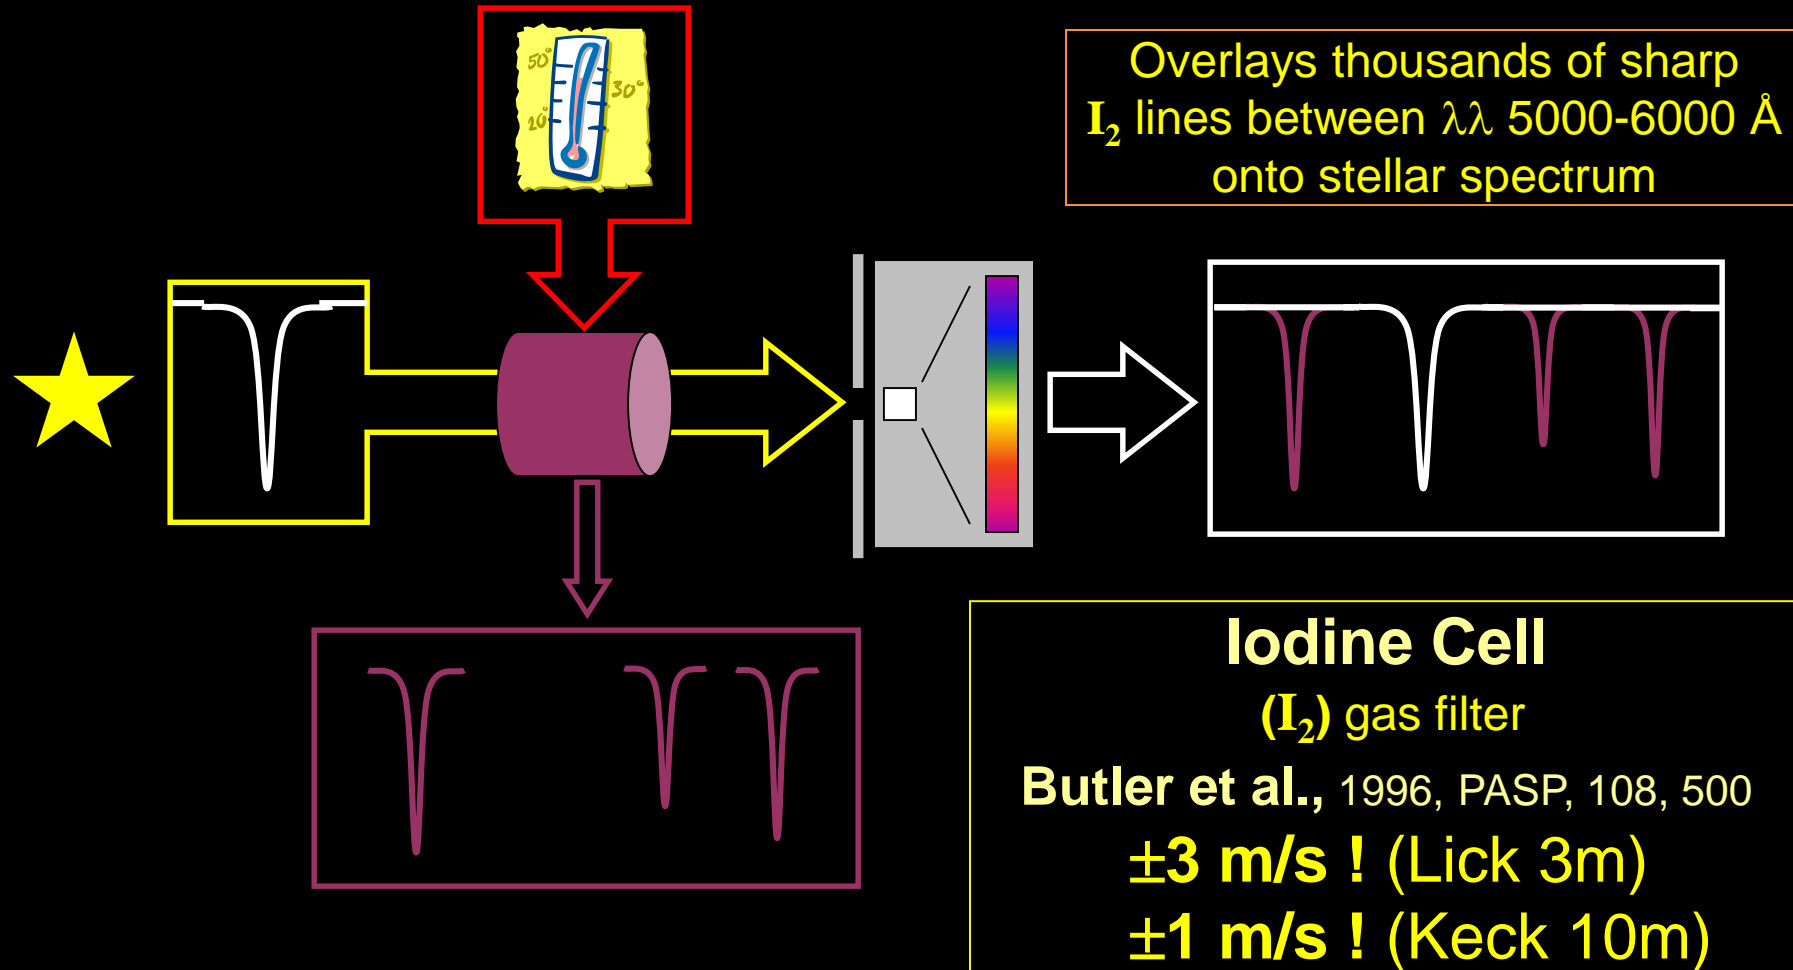 50°
30°
20°
Overlays thousands of sharp
I₂ lines between λλ 5000-6000 Å
onto stellar spectrum
Iodine Cell
(I₂) gas filter
Butler et al., 1996, PASP, 108, 500
±3 m/s ! (Lick 3m)
±1 m/s ! (Keck 10m)